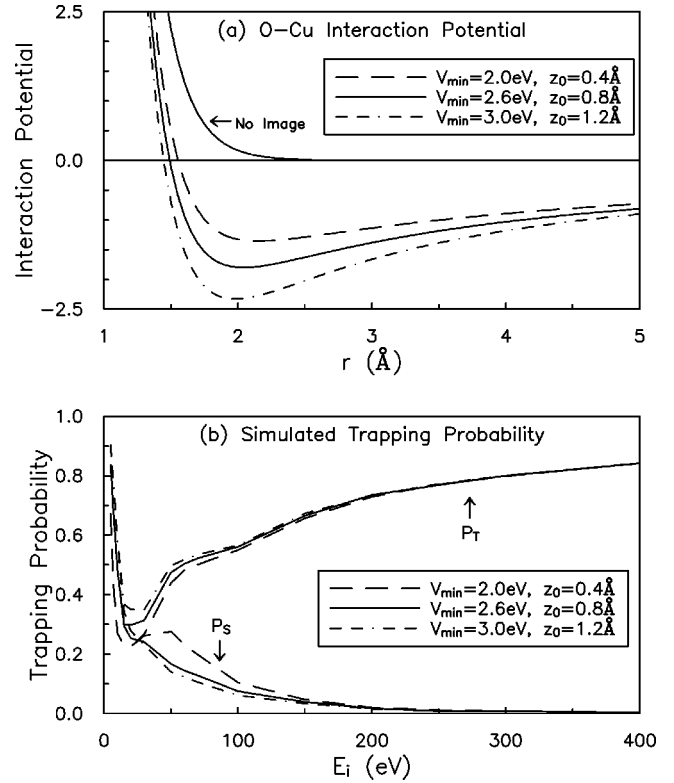 2.5
(a) O-Cu Interaction Potential
V_min=2.0eV, z_0=0.4Å
V_min=2.6eV, z_0=0.8Å
V_min=3.0eV, z_0=1.2Å
←No Image
0.0
-2.5
Interaction Potential
1 2 3 4 5
r (Å)
1.0
(b) Simulated Trapping Probability
0.8
0.6
0.4
0.2
0.0
P_T
P_S
V_min=2.0eV, z_0=0.4Å
V_min=2.6eV, z_0=0.8Å
V_min=3.0eV, z_0=1.2Å
Trapping Probability
0 100 200 300 400
E_i (eV)